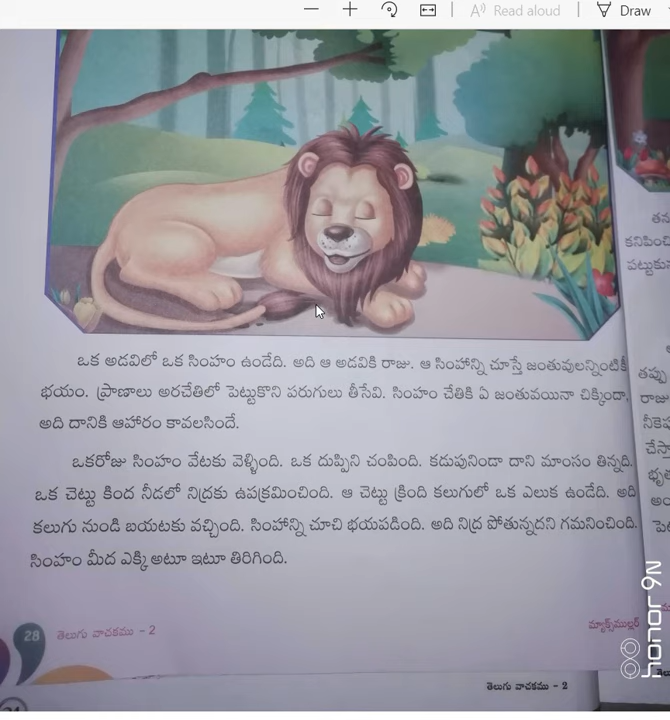 Read aloud
Draw
ఒక అడవిలో ఒక సింహం ఉండేది. అది ఆ అడవికి రాజు. ఆ సింహాన్ని చూస్తే జంతువులన్నింటికీ
భయం. ప్రాణాలు అరచేతిలో పెట్టుకొని పరుగులు తీసేవి. సింహం చేతికి ఏ జంతువయినా చిక్కిందా,
అది దానికి ఆహారం కావలసిందే.
ఒకరోజు సింహం వేటకు వెళ్ళింది. ఒక దుప్పిని చంపింది. కడుపునిండా దాని మాంసం తిన్నది.
ఒక చెట్టు కింద నీడలో నిద్రకు ఉపక్రమించింది. ఆ చెట్టు క్రింది కలుగులో ఒక ఎలుక ఉండేది. అది
కలుగు నుండి బయటకు వచ్చింది. సింహాన్ని చూచి భయపడింది. అది నిద్ర పోతున్నదని గమనించింది.
సింహం మీద ఎక్కి అటూ ఇటూ తిరిగింది.
28 తెలుగు వాచకము - 2
మ్యాక్స్‌ముల్లర్
తెలుగు వాచకము - 2
తప్పు
రాజు
honor 9N